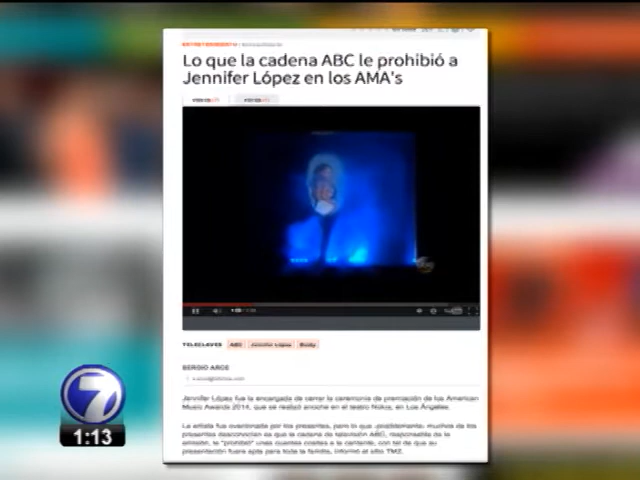 Lo que la cadena ABC le prohibió a
Jennifer López en los AMA's
TELECLAVES ABC Jennifer López Booty
SERGIO ARCE
Jennifer López fue la encargada de cerrar la ceremonia de premiación de los American
Music Awards 2014, que se realizó anoche en el teatro Nokia, en Los Ángeles.
La artista fue ovacionada por los presentes, pero lo que -posiblemente- muchos de los
presentes desconocían es que la cadena de televisión ABC, responsable de la
emisión, le "prohibió" unas cuantas cositas a la cantante, con tal de que su
presentación fuera apta para toda la familia, informó el sitio TMZ.
7
1:13